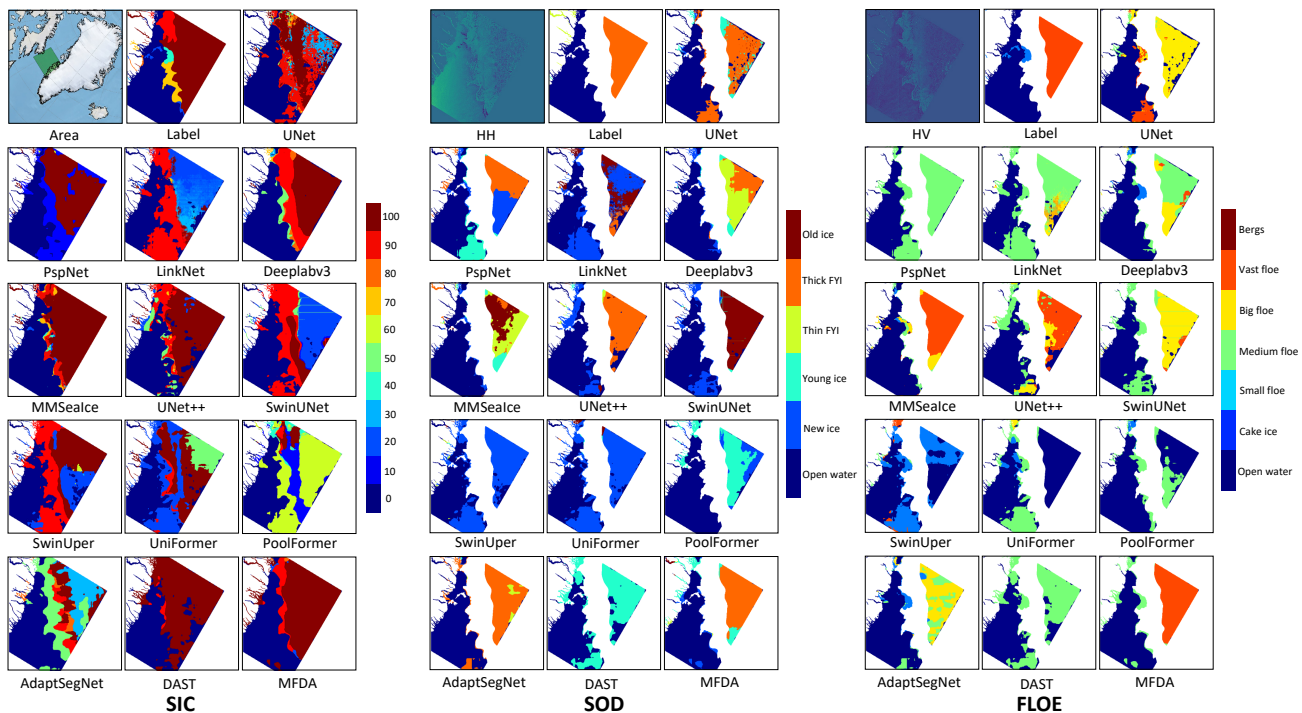 Area Label UNet
PspNet LinkNet Deeplabv3
MMSeaIce UNet++ SwinUNet
SwinUper UniFormer PoolFormer
AdaptSegNet DAST MFDA
SIC
100
90
80
70
60
50
40
30
20
10
0
HH Label UNet
PspNet LinkNet Deeplabv3
MMSeaIce UNet++ SwinUNet
SwinUper UniFormer PoolFormer
AdaptSegNet DAST MFDA
SOD
Old ice
Thick FYI
Thin FYI
Young ice
New ice
Open water
HV Label UNet
PspNet LinkNet Deeplabv3
MMSeaIce UNet++ SwinUNet
SwinUper UniFormer PoolFormer
AdaptSegNet DAST MFDA
FLOE
Bergs
Vast floe
Big floe
Medium floe
Small floe
Cake ice
Open water